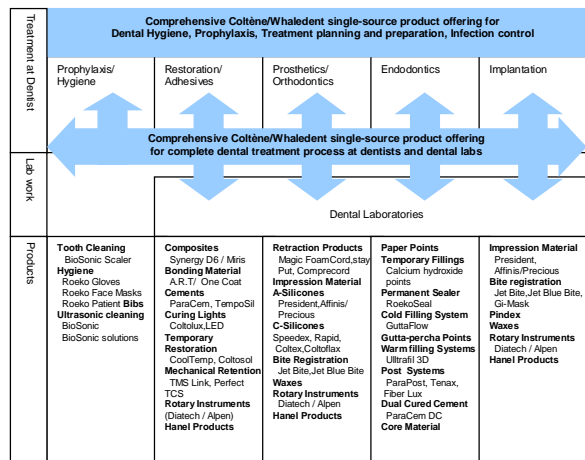 Treatment at Dentist
Comprehensive Coltène/Whaledent single-source product offering for
Dental Hygiene, Prophylaxis, Treatment planning and preparation, Infection control
Prophylaxis/
Hygiene
Restoration/
Adhesives
Prosthetics/
Orthodontics
Endodontics
Implantation
Comprehensive Coltène/Whaledent single-source product offering
for complete dental treatment process at dentists and dental labs
Lab work
Dental Laboratories
Products
Tooth Cleaning
BioSonic Scaler
Hygiene
Roeko Gloves
Roeko Face Masks
Roeko Patient Bibs
Ultrasonic cleaning
BioSonic
BioSonic solutions
Composites
Synergy D6 / Miris
Bonding Material
A.R.T/ One Coat
Cements
ParaCem, TempoSil
Curing Lights
Coltolux,LED
Temporary
Restoration
CoolTemp, Coltosol
Mechanical Retention
TMS Link, Perfect
TCS
Rotary Instruments
(Diatech / Alpen)
Hanel Products
Retraction Products
Magic FoamCord,stay
Put, Comprecord
Impression Material
A-Silicones
President,Affinis/
Precious
C-Silicones
Speedex, Rapid,
Coltex,Coltoflax
Bite Registration
Jet Bite,Jet Blue Bite
Waxes
Rotary Instruments
Diatech / Alpen
Hanel Products
Paper Points
Temporary Fillings
Calcium hydroxide
points
Permanent Sealer
RoekoSeal
Cold Filling System
GuttaFlow
Gutta-percha Points
Warm filling Systems
Ulltrafil 3D
Post Systems
ParaPost, Tenax,
Fiber Lux
Dual Cured Cement
ParaCem DC
Core Material
Impression Material
President,
Affinis/Precious
Bite registration
Jet Bite,Jet Blue Bite,
Gi-Mask
Pindex
Waxes
Rotary Instruments
Diatech / Alpen
Hanel Products